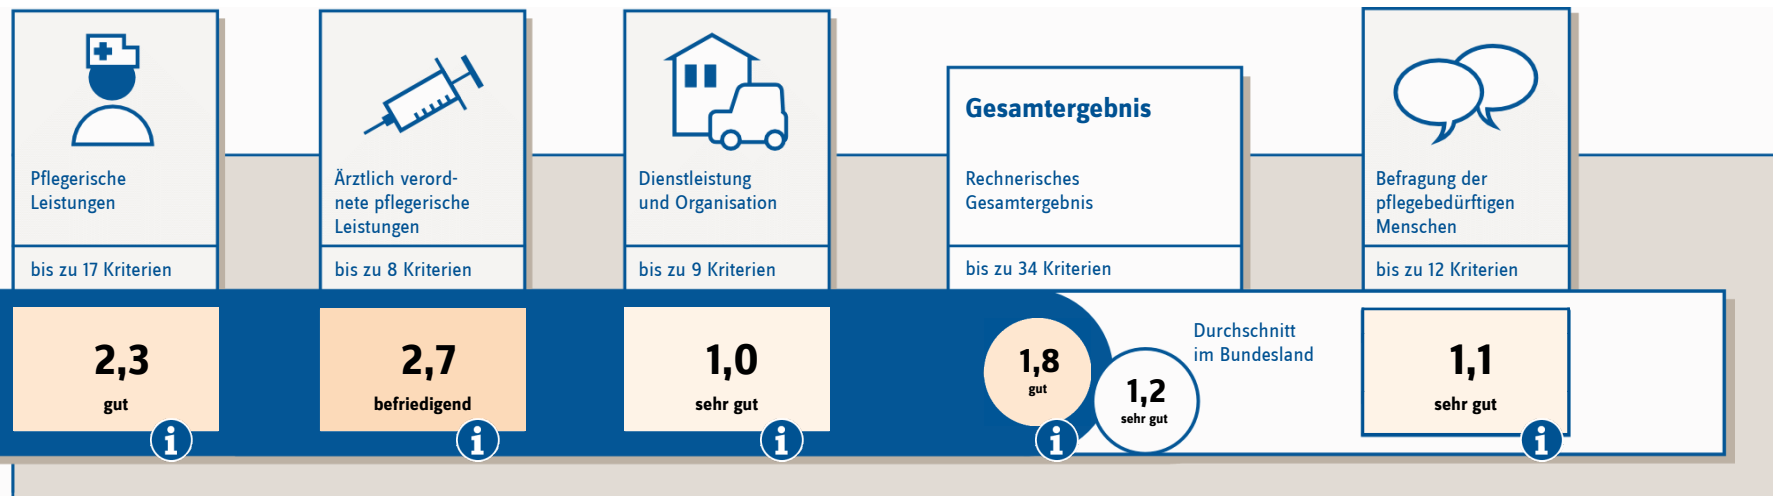 Pflegerische
Leistungen
bis zu 17 Kriterien
2,3
gut
i
Ärztlich verord-
nete pflegerische
Leistungen
bis zu 8 Kriterien
2,7
befriedigend
i
Dienstleistung
und Organisation
bis zu 9 Kriterien
1,0
sehr gut
i
Gesamtergebnis
Rechnerisches
Gesamtergebnis
bis zu 34 Kriterien
1,8
gut
i
1,2
sehr gut
Durchschnitt
im Bundesland
Befragung der
pflegebedürftigen
Menschen
bis zu 12 Kriterien
1,1
sehr gut
i